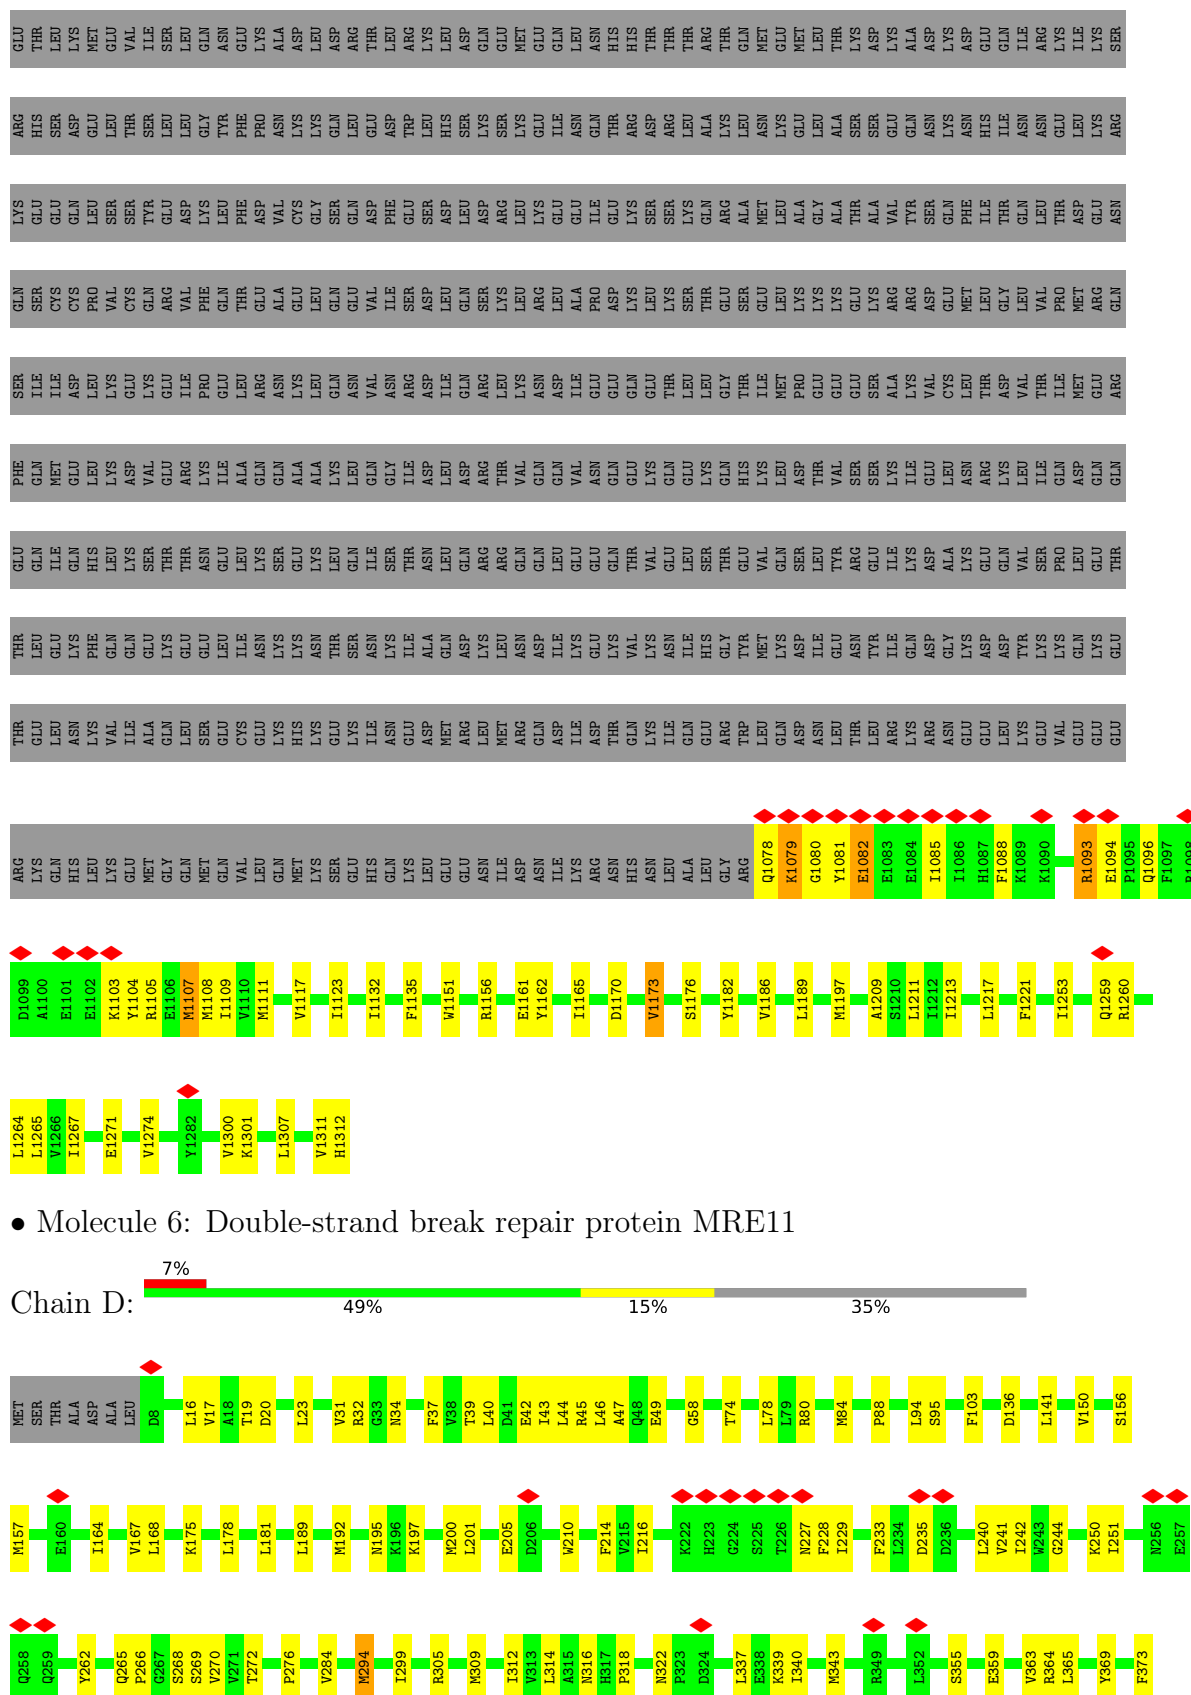 GLU THR LEU LYS MET GLU VAL ILE SER LEU GLN ASN GLU LYS ALA ASP LEU ASP ARG THR LEU ARG LYS LEU ASP GLN GLU MET GLU GLN LEU ASN HIS HIS THR THR THR ARG THR GLN MET GLU MET LEU THR LYS ASP LYS ALA ASP LYS ASP GLU GLN ILE ARG LYS ILE LYS SER
ARG HIS SER ASP GLU LEU THR SER LEU LEU GLY TYR PHE PRO ASN LYS LYS GLN LEU GLU ASP TRP LEU HIS SER LYS SER LYS GLU ILE ASN GLN THR ARG ASP ARG LEU ALA LYS LEU ASN LYS GLU LEU ALA SER SER GLU GLN ASN LYS ASN HIS ILE ASN ASN GLU LEU LYS ARG
LYS GLU GLU GLN LEU SER SER TYR GLU ASP LYS LEU PHE ASP VAL CYS GLY SER GLN ASP PHE GLU SER ASP LEU ASP ARG LEU LYS GLU GLU ILE GLU LYS SER SER LYS GLN ARG ALA MET LEU ALA GLY ALA THR ALA VAL TYR SER GLN PHE ILE THR GLN LEU THR ASP GLU ASN
GLN SER CYS CYS PRO VAL CYS GLN ARG VAL PHE GLN THR GLU ALA GLU LEU GLN GLU VAL ILE SER ASP LEU GLN SER LYS LEU ARG LEU ALA PRO ASP LYS LEU LYS SER THR GLU SER GLU LEU LYS LYS LYS GLU LYS ARG ARG ASP GLU MET LEU GLY LEU VAL PRO MET ARG GLN
SER ILE ILE ASP LEU LYS GLU LYS GLU ILE PRO GLU LEU ARG ASN LYS LEU GLN ASN VAL ASN ARG ASP ILE GLN ARG LEU LYS ASN ASP ILE GLU GLU GLN GLU THR LEU LEU GLY THR ILE MET PRO GLU GLU GLU SER ALA LYS VAL CYS LEU THR ASP VAL THR ILE MET GLU ARG
PHE GLN MET GLU LEU LYS ASP VAL GLU ARG LYS ILE ALA GLN GLN ALA ALA LYS LEU GLN GLY ILE ASP LEU ASP ARG THR VAL GLN GLN VAL ASN GLN GLU LYS GLN GLU LYS GLN HIS LYS LEU ASP THR VAL SER SER LYS ILE GLU LEU ASN ARG LYS LEU ILE GLN ASP GLN GLN
GLU GLN ILE GLN HIS LEU LYS SER THR THR ASN GLU LEU LYS SER GLU LYS LEU GLN ILE SER THR ASN LEU GLN ARG ARG GLN GLN LEU GLU GLU GLN THR VAL GLU LEU SER THR GLU VAL GLN SER LEU TYR ARG GLU ILE LYS ASP ALA LYS GLU GLN VAL SER PRO LEU GLU THR
THR LEU GLU LYS PHE GLN GLN GLU LYS GLU GLU LEU ILE ASN LYS LYS ASN THR SER ASN LYS ILE ALA GLN ASP LYS LEU ASN ASP ILE LYS GLU LYS VAL LYS ASN ILE HIS GLY TYR MET LYS ASP ILE GLU ASN TYR ILE GLN ASP GLY LYS ASP ASP TYR LYS LYS GLN LYS GLU
THR GLU LEU ASN LYS VAL ILE ALA GLN LEU SER GLU CYS GLU LYS HIS LYS GLU LYS ILE ASN GLU ASP MET ARG LEU MET ARG GLN ASP ILE ASP THR GLN LYS ILE GLN GLU ARG TRP LEU GLN ASP ASN LEU THR LEU ARG LYS ARG ASN GLU GLU LEU LYS GLU VAL GLU GLU GLU
ARG LYS GLN HIS LEU LYS GLU MET GLY GLN MET GLN VAL LEU GLN MET LYS SER GLU HIS GLN LYS LEU GLU GLU ASN ILE ASP ASN ILE LYS ARG ASN HIS ASN LEU ALA LEU GLY ARG Q1078 K1079 G1080 Y1081 E1082 E1083 E1084 I1085 I1086 H1087 F1088 K1089 K1090 R1093 E1094 P1095 Q1096 F1097 R1098
D1099 A1100 E1101 E1102 K1103 Y1104 R1105 E1106 M1107 M1108 I1109 V1110 M1111 V1117 I1123 I1132 F1135 W1151 R1156 E1161 Y1162 I1165 D1170 V1173 S1176 Y1182 V1186 L1189 M1197 A1209 S1210 L1211 I1212 I1213 L1217 F1221 I1253 Q1259 R1260
L1264 L1265 V1266 I1267 E1271 V1274 Y1282 V1300 K1301 L1307 V1311 H1312
• Molecule 6: Double-strand break repair protein MRE11
7%
Chain D:
49% 15% 35%
MET SER THR ALA ASP ALA LEU D8 L16 V17 A18 T19 D20 L23 V31 R32 G33 N34 F37 V38 T39 L40 D41 E42 I43 L44 R45 L46 A47 Q48 E49 G58 T74 L78 L79 R80 M84 P88 L94 S95 F103 D136 L141 V150 S156
M157 E160 I164 V167 L168 K175 L178 L181 L189 M192 N195 K196 K197 M200 L201 E205 D206 W210 F214 V215 I216 K222 H223 G224 S225 T226 N227 F228 I229 F233 L234 D235 D236 L240 V241 I242 W243 G244 K250 I251 N256 E257
Q258 Q259 Y262 Q265 P266 G267 S268 S269 V270 V271 T272 P276 V284 M294 I299 R305 M309 I312 V313 L314 A315 N316 H317 P318 N322 P323 D324 L337 E338 K339 I340 M343 R349 L352 S355 E359 V363 R364 L365 Y369 F373